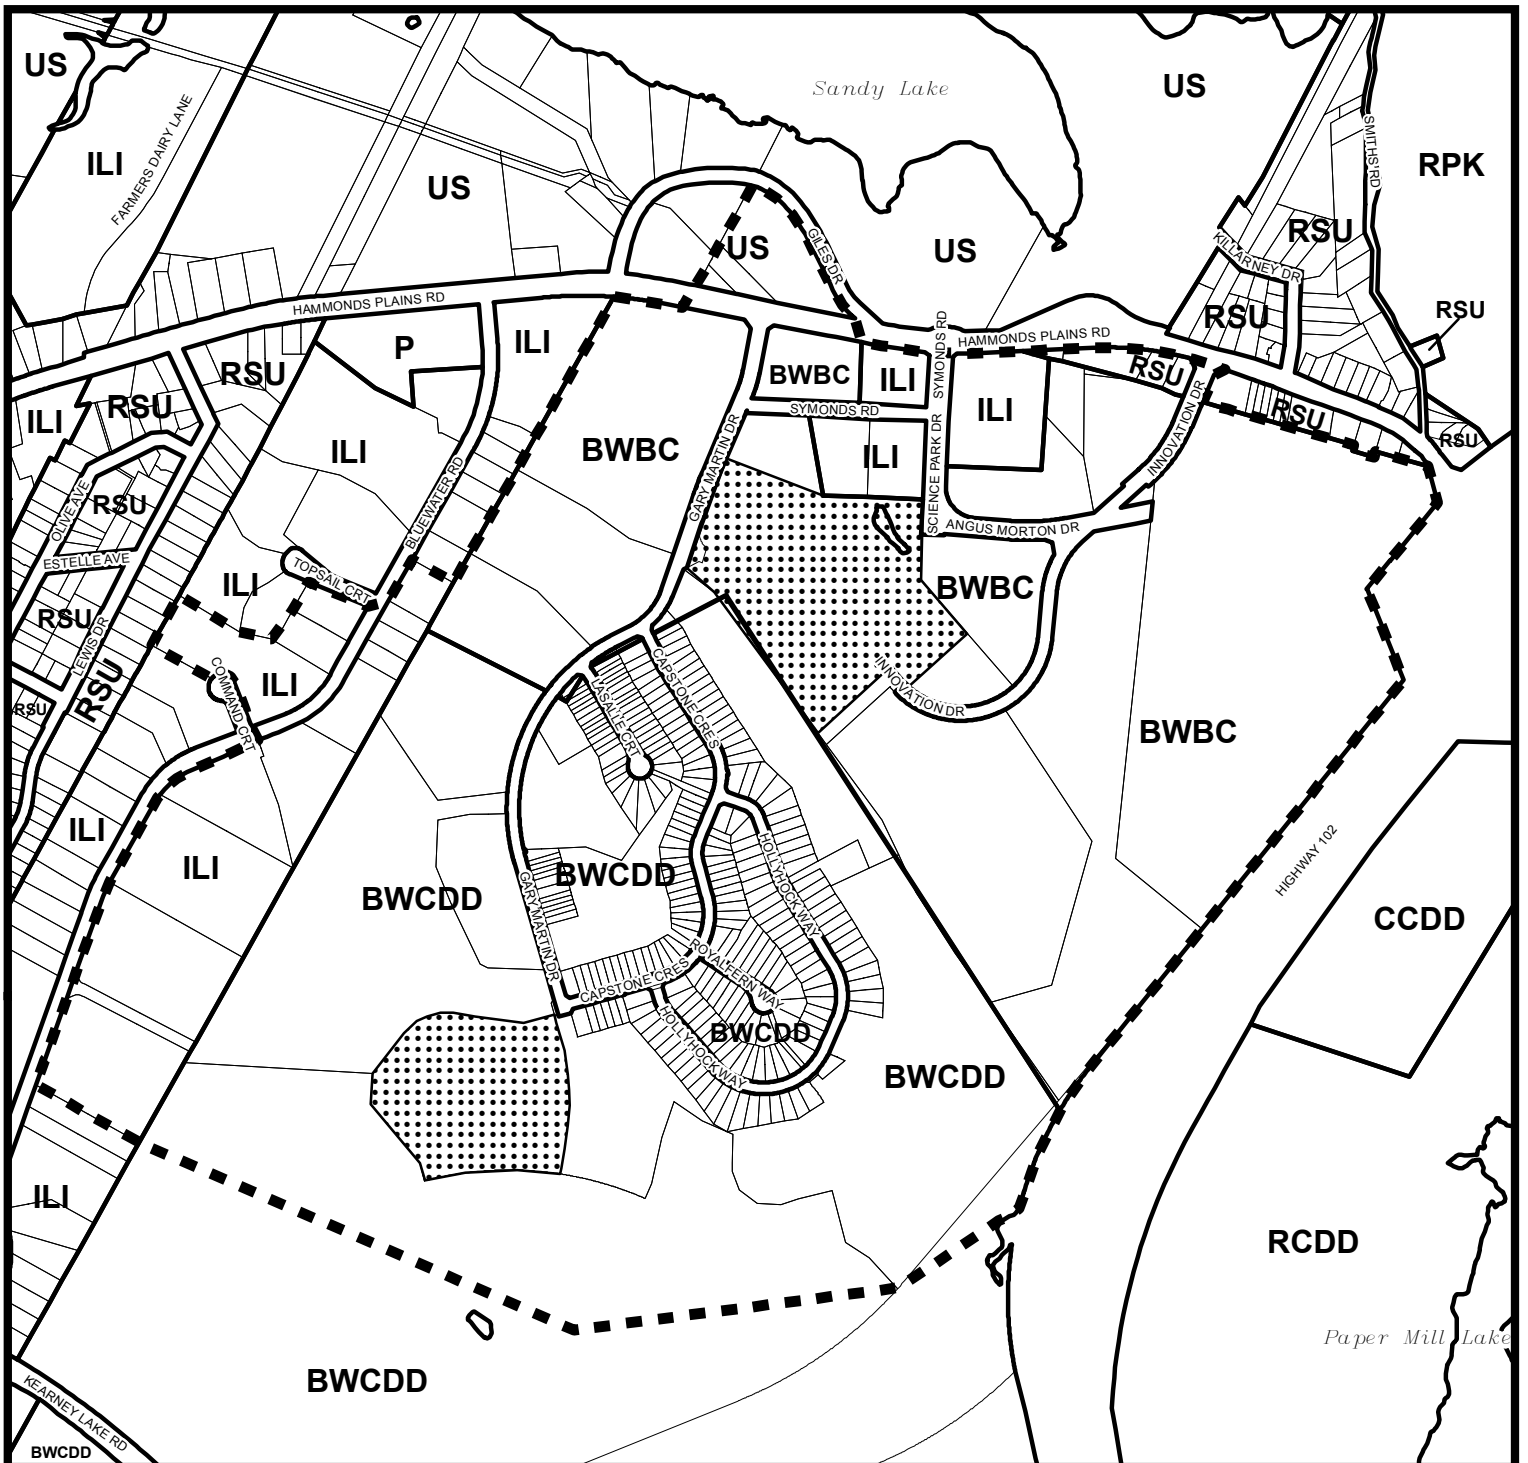 US
Sandy Lake
US
ILI
FARMERS DAIRY LANE
US
SMITHS RD
RPK
US
GILES DR
US
RSU
KILLARNEY DR
HAMMONDS PLAINS RD
RSU
RSU
P
ILI
SYMONDS RD
HAMMONDS PLAINS RD
RSU
BWBC
ILI
RSU
ILI
RSU
SYMONDS RD
ILI
INNOVATION DR
RSU
RSU
ILI
BWBC
GARY MARTIN DR
ILI
SCIENCE PARK DR
OLIVE AVE
RSU
BLUEWATER RD
ANGUS MORTON DR
ESTELLE AVE
TOPSAIL CRT
ILI
BWBC
RSU
LEWIS DR
RSU
COMMAND CRT
ILI
LASALLE CRT
CAPSTONE CRES
INNOVATION DR
RSU
BWBC
ILI
ILI
HIGHWAY 102
BWCDD
BWCDD
HOLLYHOCK WAY
GARY MARTIN DR
CCDD
CAPSTONE CRES
ROYALFERN WAY
HOLLYHOCK WAY
BWCDD
BWCDD
ILI
RCDD
Paper Mill Lake
BWCDD
KEARNEY LAKE RD
BWCDD